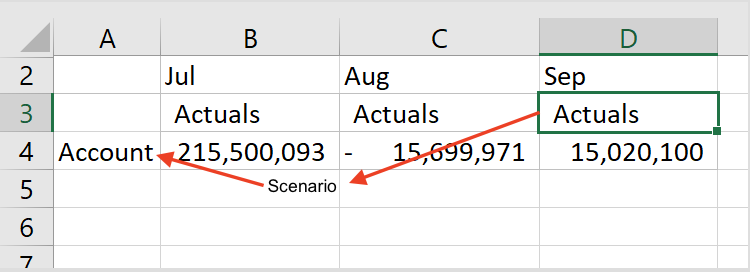 A B C D
2 Jul Aug Sep
3 Actuals Actuals Actuals
4 Account 215,500,093 - 15,699,971 15,020,100
5 Scenario
6
7